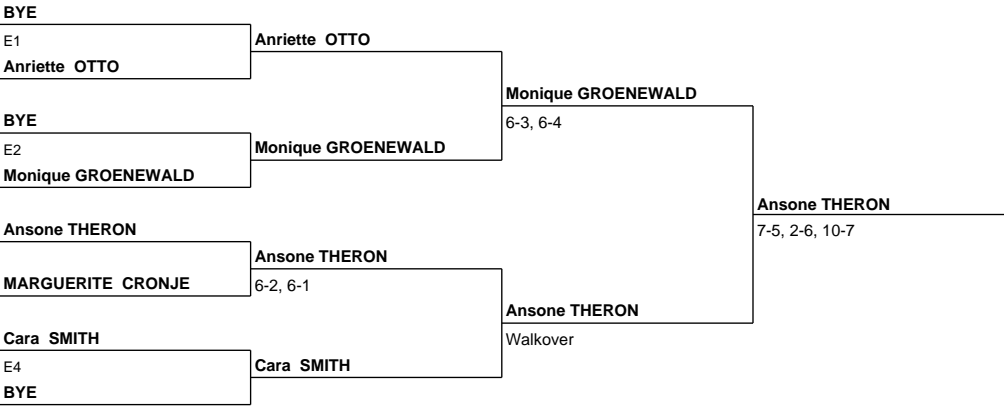 BYE
E1
Anriette  OTTO
Anriette  OTTO
Monique GROENEWALD
6-3, 6-4
BYE
E2
Monique GROENEWALD
Monique GROENEWALD
Ansone THERON
7-5, 2-6, 10-7
Ansone THERON
Ansone THERON
MARGUERITE  CRONJE
6-2, 6-1
Ansone THERON
Walkover
Cara  SMITH
E4
Cara  SMITH
BYE